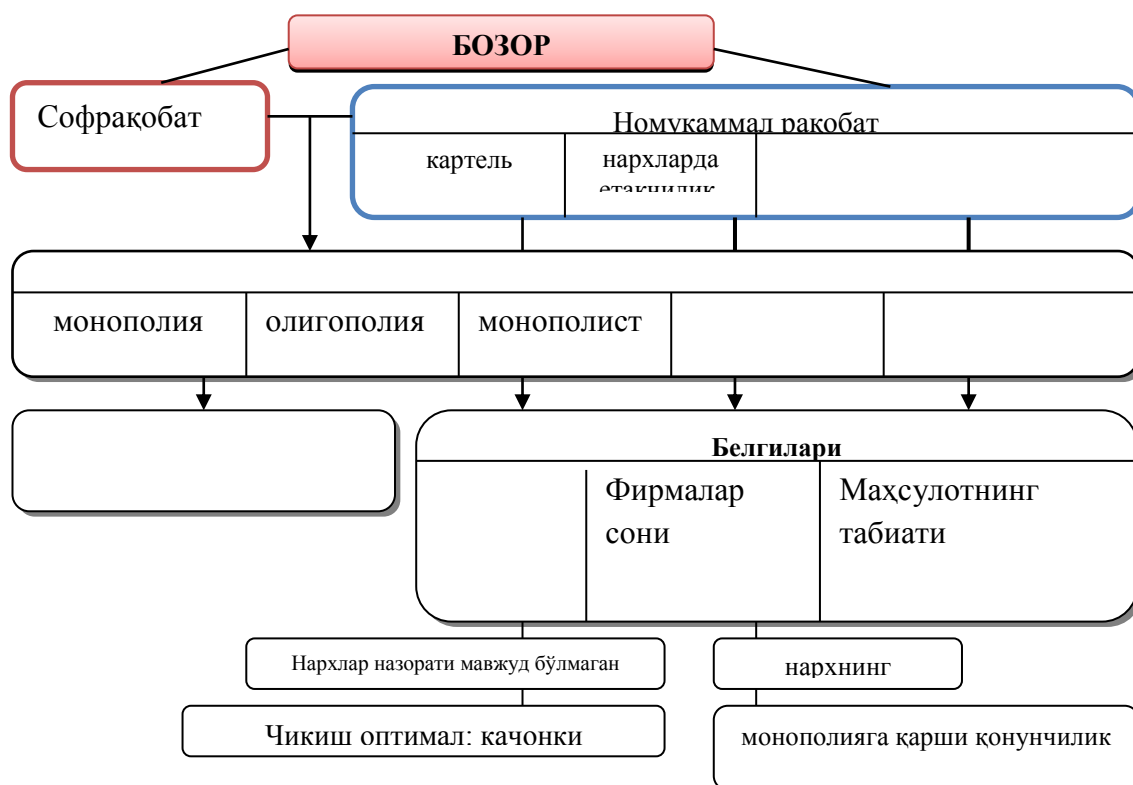 БОЗОР
Софрақобат
Номукаммал рақобат
картель
нархларда
етакчилик
монополия
олигополия
монополист
Белгилари
Фирмалар
сони
Маҳсулотнинг
табиати
Нархлар назорати мавжуд бўлмаган
нархнинг
Чикиш оптимал: качонки
монополияга қарши қонунчилик